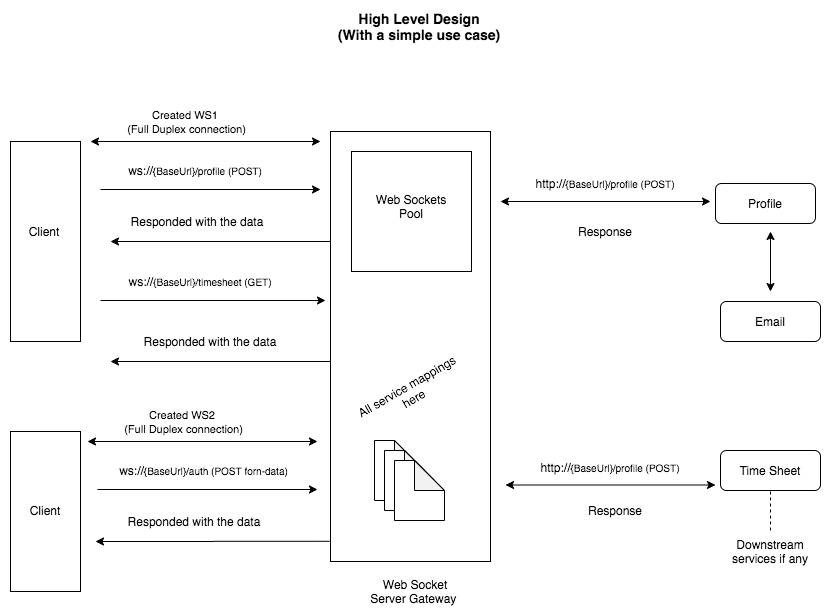 High Level Design
(With a simple use case)
Created WS1
(Full Duplex connection)
ws://{BaseUrl}/profile (POST)
Responded with the data
Client
ws://{BaseUrl}/timesheet (GET)
Responded with the data
Created WS2
(Full Duplex connection)
ws://{BaseUrl}/auth (POST forn-data)
Client
Responded with the data
Web Sockets
Pool
All service mappings
here
Web Socket
Server Gateway
http://{BaseUrl}/profile (POST)
Response
Profile
Email
http://{BaseUrl}/profile (POST)
Response
Time Sheet
Downstream
services if any